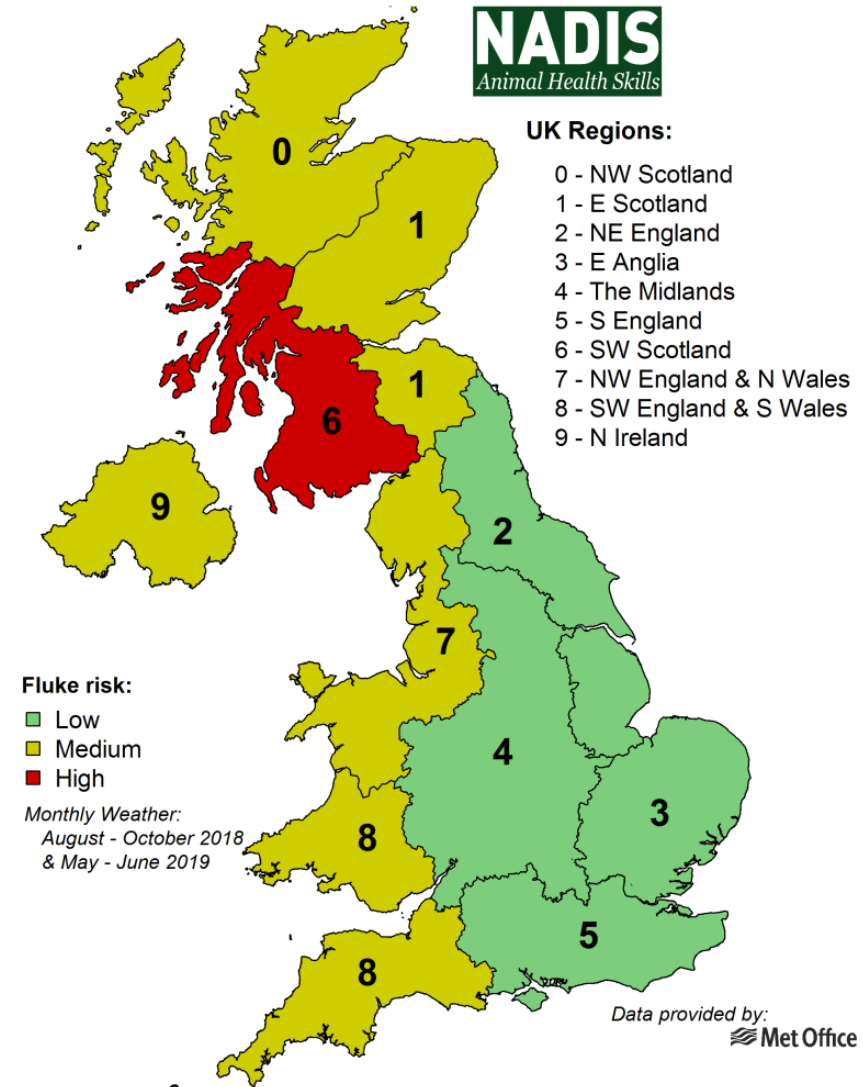 NADIS
Animal Health Skills
UK Regions:
0 - NW Scotland
1 - E Scotland
2 - NE England
3 - E Anglia
4 - The Midlands
5 - S England
6 - SW Scotland
7 - NW England & N Wales
8 - SW England & S Wales
9 - N Ireland
0
1
1
6
9
2
7
Fluke risk:
Low
Medium
High
Monthly Weather:
August - October 2018
& May - June 2019
4
3
8
5
8
Data provided by:
Met Office